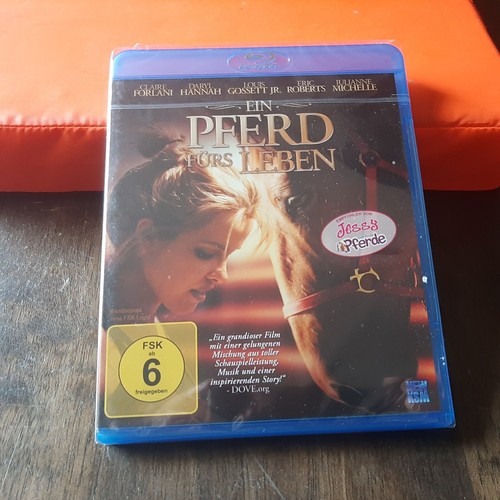 CLAIRE FORLANI
DARYL HANNAH
LOUIS GOSSETT JR.
ERIC ROBERTS
JULIANNE MICHELLE
EIN
PFERD
FÜRS LEBEN
EMPFOHLEN VON
Jessy
Pferde
FSK
ab
6
freigegeben
„Ein grandioser Film
mit einer gelungenen
Mischung aus toller
Schauspielleistung,
Musik und einer
inspirierenden Story!"
- DOVE.org